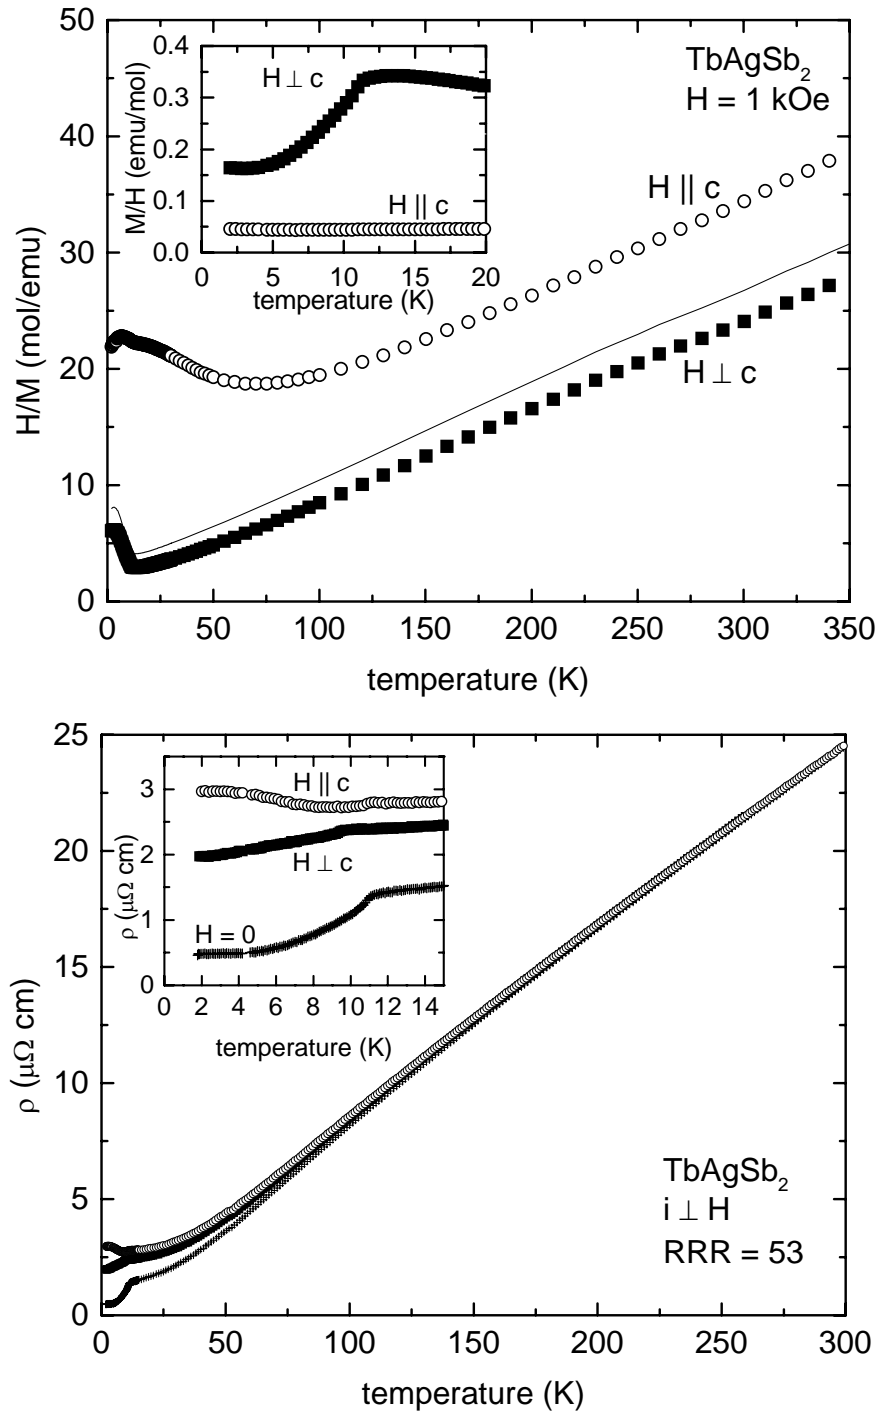 TbAgSb₂
H = 1 kOe
50
40
30
20
10
0
H/M (mol/emu)
0.4
0.3
0.2
0.1
0.0
M/H (emu/mol)
H ⊥ c
H || c
0 5 10 15 20
temperature (K)
H || c
H ⊥ c
0 50 100 150 200 250 300 350
temperature (K)
25
20
15
10
5
0
ρ (μΩ cm)
3
2
1
0
ρ (μΩ cm)
H || c
H ⊥ c
H = 0
0 2 4 6 8 10 12 14
temperature (K)
TbAgSb₂
i ⊥ H
RRR = 53
0 50 100 150 200 250 300
temperature (K)